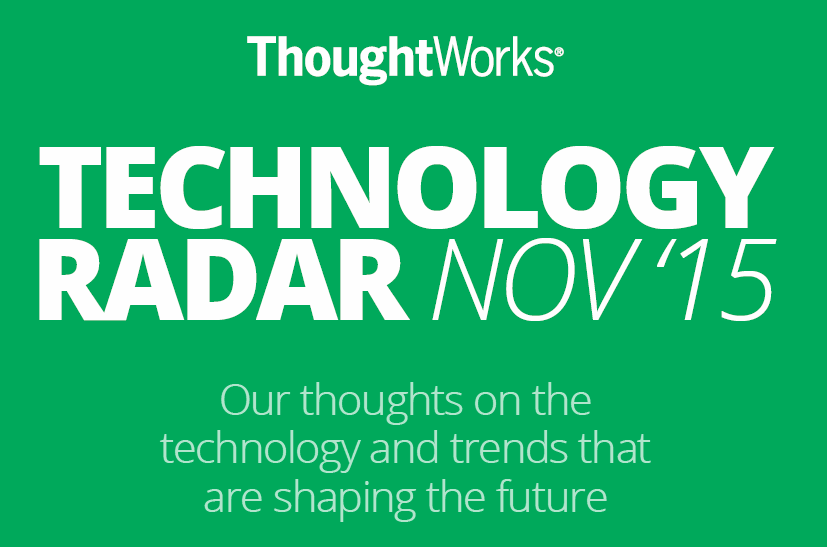 ThoughtWorks®
TECHNOLOGY
RADAR NOV ‘15
Our thoughts on the
technology and trends that
are shaping the future